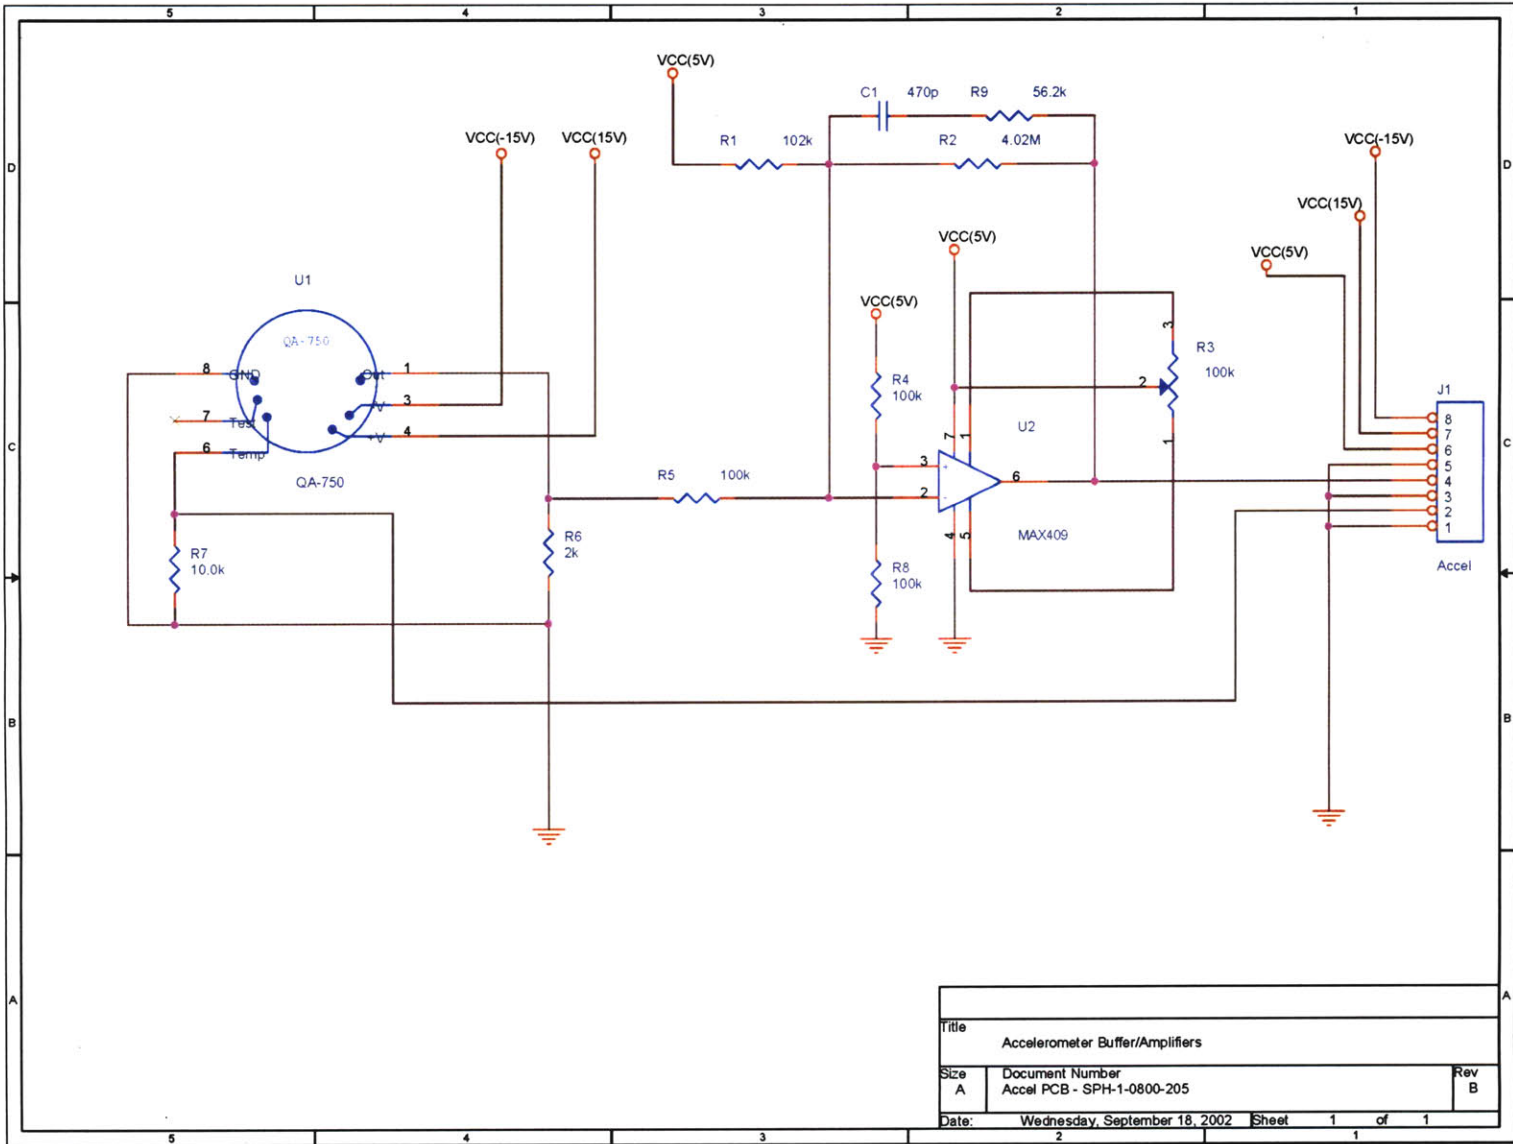 5 4 3 2 1
VCC(5V)
C1 470p R9 56.2k
VCC(-15V) VCC(15V)
R1 102k R2 4.02M
VCC(-15V)
D D
VCC(15V)
VCC(5V)
VCC(5V)
U1
VCC(5V)
QA-750
3
R3
100k
8 GND Out 1
2
R4
100k
J1
3 -V
7 Test
4 +V
6 Temp
C C
U2
7 1
1
8
7
6
5
4
3
2
1
3 +
2 -
6
QA-750
R5 100k
4 5
MAX409
R6
2k
R7
10.0k
R8
100k
Accel
B B
A A
Title
Accelerometer Buffer/Amplifiers
Size
A
Document Number
Accel PCB - SPH-1-0800-205
Rev
B
Date: Wednesday, September 18, 2002 Sheet 1 of 1
5 4 3 2 1